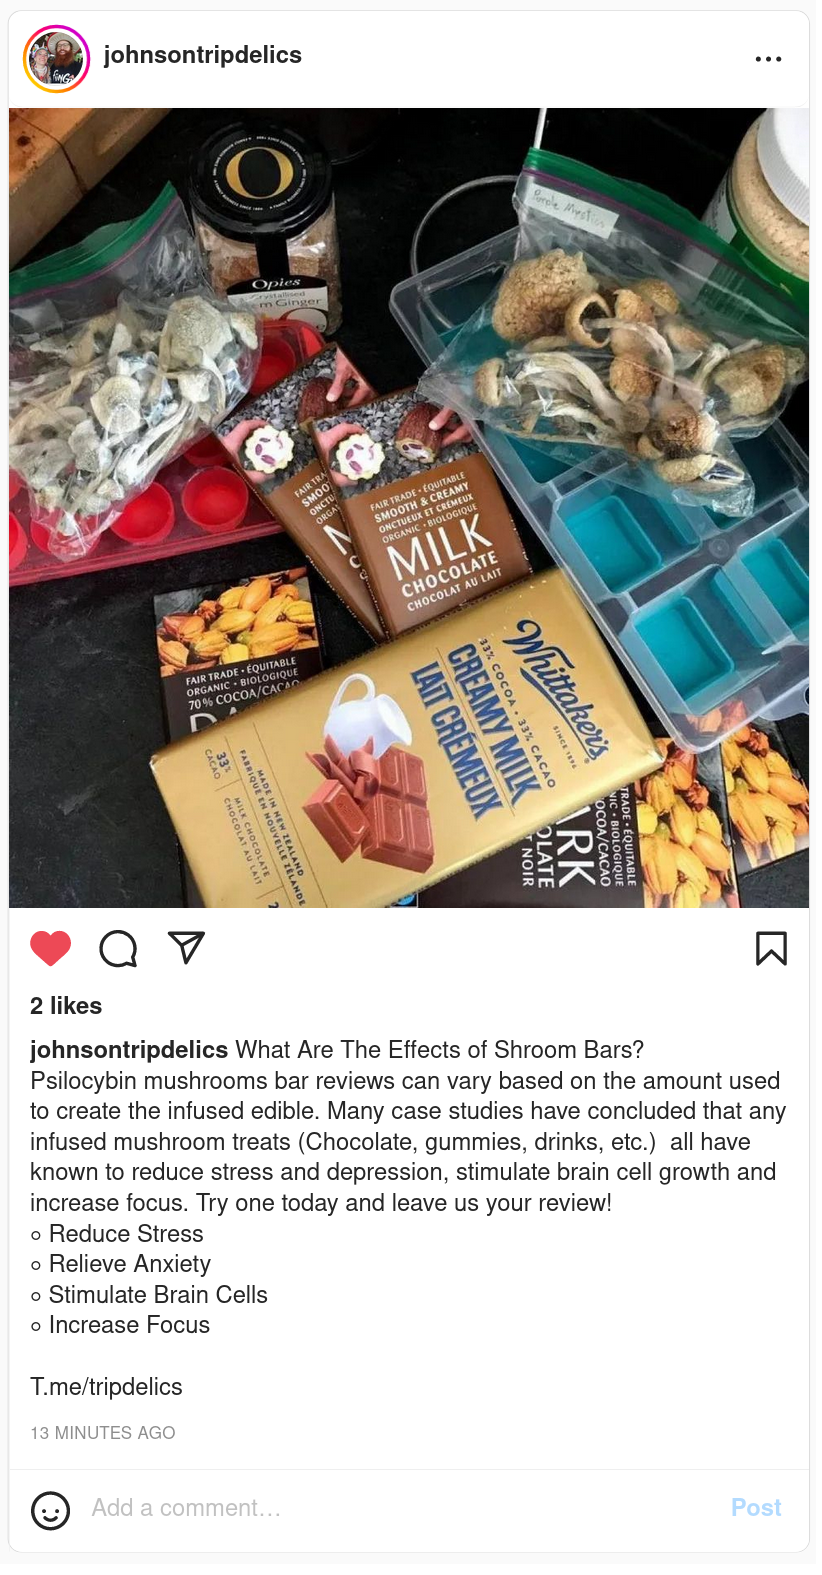 johnsontripdelics
O
Opies
Crystallised
Stem Ginger
FAIR TRA
SMOO
ONCTU
ORGA
FAIR TRADE • ÉQUITABLE
SMOOTH & CREAMY
ONCTUEUX ET CRÉMEUX
ORGANIC • BIOLOGIQUE
MILK
CHOCOLATE
CHOCOLAT AU LAIT
FAIR TRADE • ÉQUITABLE
ORGANIC • BIOLOGIQUE
70% COCOA/CACAO
Whittaker's
SINCE 1896
33% COCOA • 33% CACAO
CREAMY MILK
LAIT CRÉMEUX
MADE IN NEW ZEALAND
FABRIQUÉ EN NOUVELLE ZÉLANDE
MILK CHOCOLATE
CHOCOLAT AU LAIT
33%
CACAO
TRADE • ÉQUITABLE
NIC • BIOLOGIQUE
OCOA/CACAO
ARK
OLATE
T NOIR
2 likes
johnsontripdelics What Are The Effects of Shroom Bars?
Psilocybin mushrooms bar reviews can vary based on the amount used
to create the infused edible. Many case studies have concluded that any
infused mushroom treats (Chocolate, gummies, drinks, etc.)  all have
known to reduce stress and depression, stimulate brain cell growth and
increase focus. Try one today and leave us your review!
◦ Reduce Stress
◦ Relieve Anxiety
◦ Stimulate Brain Cells
◦ Increase Focus
T.me/tripdelics
13 MINUTES AGO
Add a comment…
Post